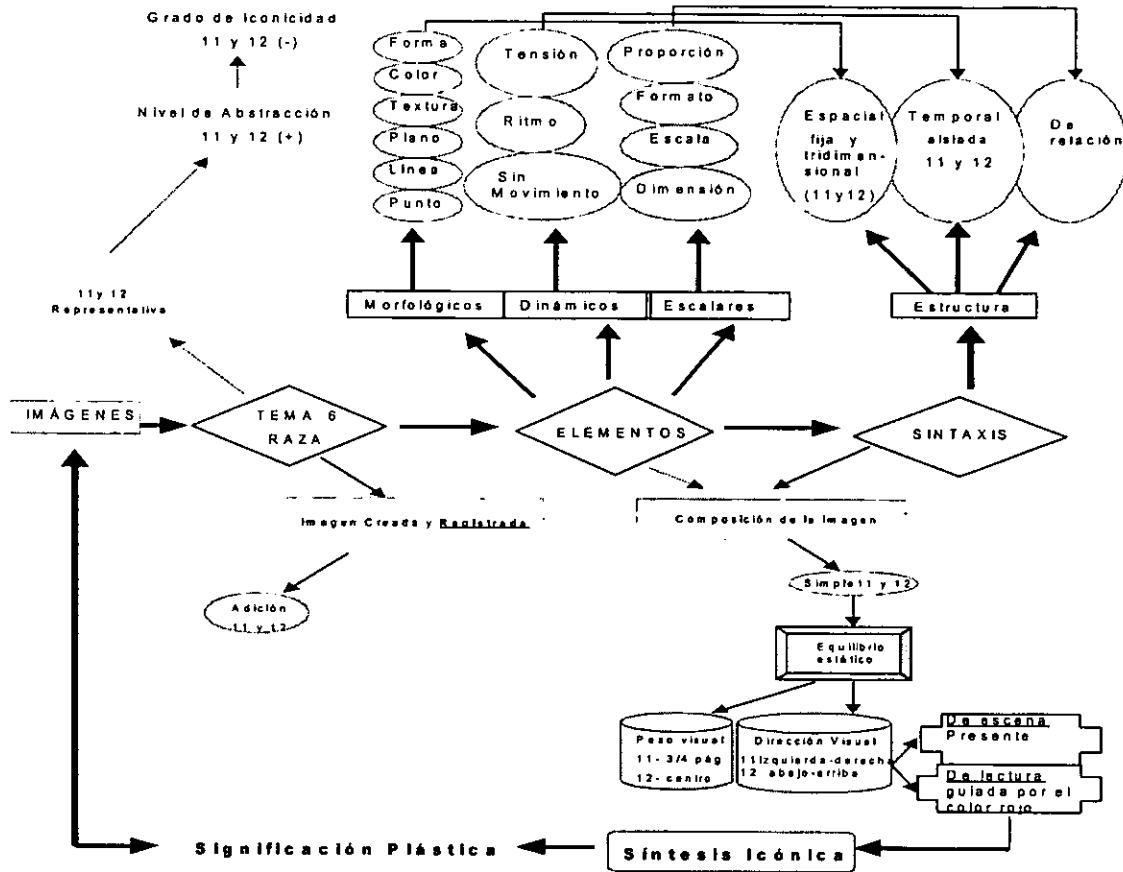 Grado de Iconicidad
11 y 12 (-)
Nivel de Abstracción
11 y 12 (+)
11 y 12
Representativa
Forma
Color
Textura
Plano
Línea
Punto
Tensión
Ritmo
Sin
Movimiento
Proporción
Formato
Escala
Dimensión
Espacial
fija y
tridimen-
sional
(11y12)
Temporal
aislada
11 y 12
De
relación
Morfológicos
Dinámicos
Escalares
Estructura
IMÁGENES
TEMA 6
RAZA
ELEMENTOS
SINTAXIS
Imagen Creada y Registrada
Composición de la Imagen
Adición
11 y 12
Simple 11 y 12
Equilibrio
estático
Peso visual
11- 3/4 pág
12- centro
Dirección Visual
11 Izquierda-derecha
12 abajo-arriba
De escena
Presente
De lectura
guiada por el
color rojo
Significación Plástica
Síntesis Icónica